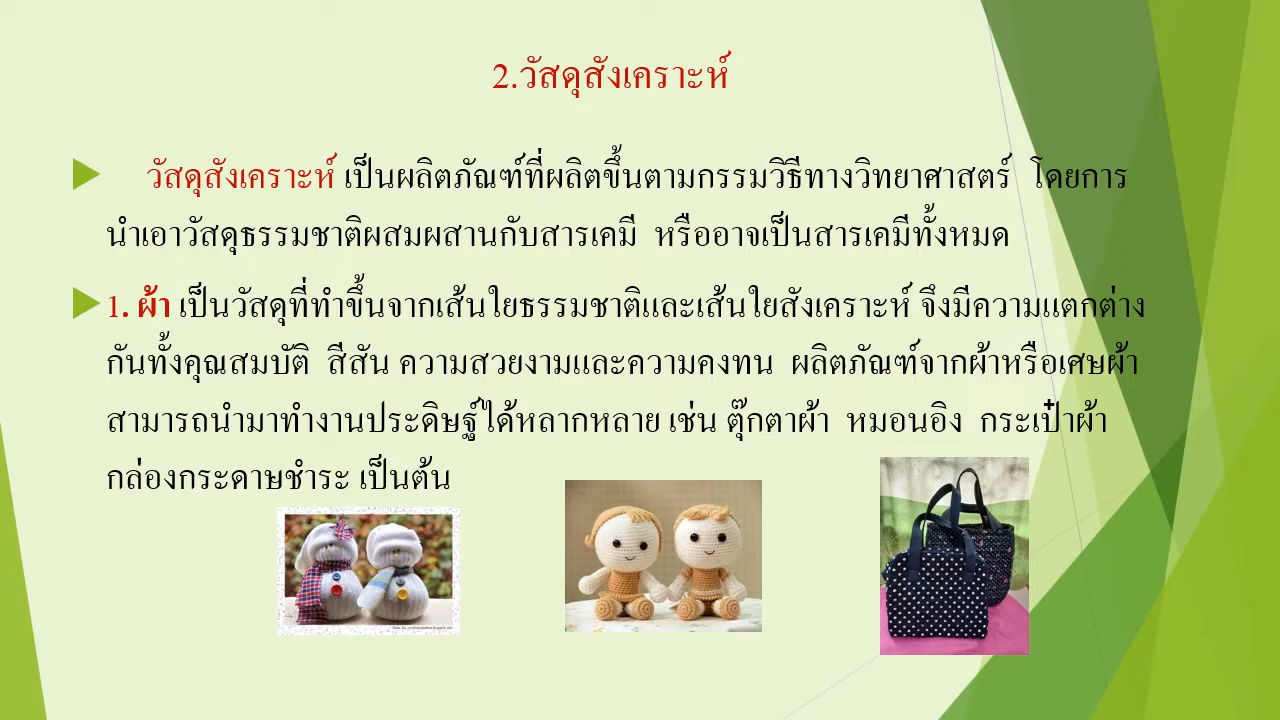 2.วัสดุสังเคราะห์
วัสดุสังเคราะห์ เป็นผลิตภัณฑ์ที่ผลิตขึ้นตามกรรมวิธีทางวิทยาศาสตร์ โดยการ
นำเอาวัสดุธรรมชาติผสมผสานกับสารเคมี หรืออาจเป็นสารเคมีทั้งหมด
1. ผ้า เป็นวัสดุที่ทำขึ้นจากเส้นใยธรรมชาติและเส้นใยสังเคราะห์ จึงมีความแตกต่าง
กันทั้งคุณสมบัติ สีสัน ความสวยงามและความคงทน ผลิตภัณฑ์จากผ้าหรือเศษผ้า
สามารถนำมาทำงานประดิษฐ์ได้หลากหลาย เช่น ตุ๊กตาผ้า หมอนอิง กระเป๋าผ้า
กล่องกระดาษชำระ เป็นต้น